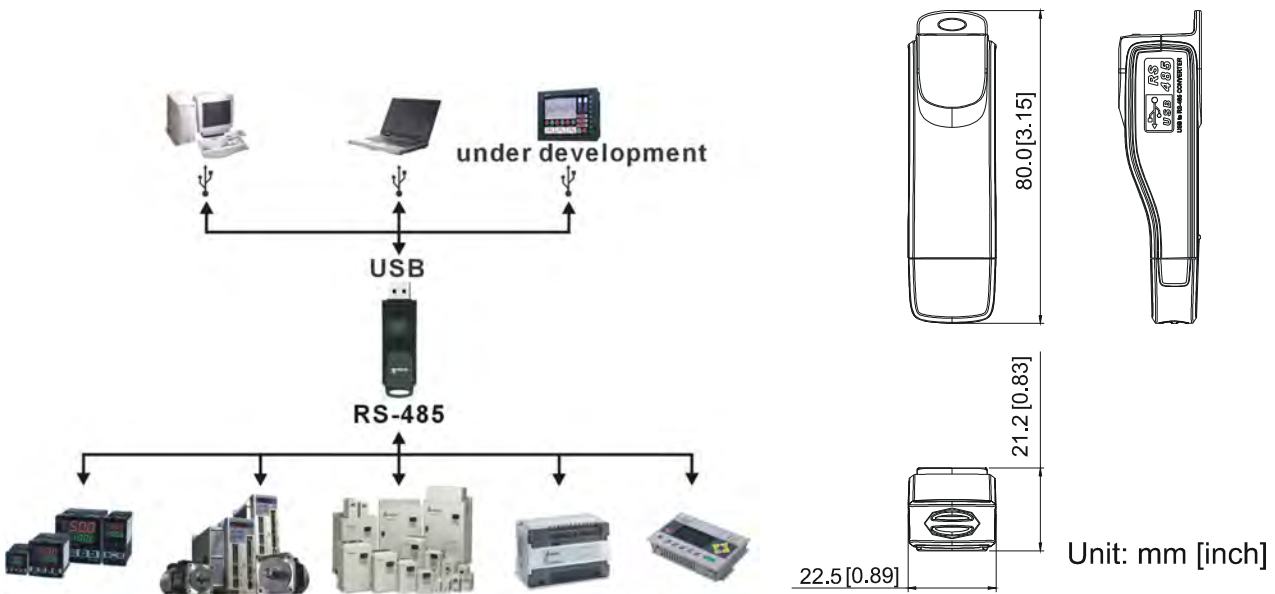 under development
USB
RS-485
80.0[3.15]
RS
USB 485
USB to RS-485 CONVERTER
21.2 [0.83]
22.5[0.89]
Unit: mm [inch]